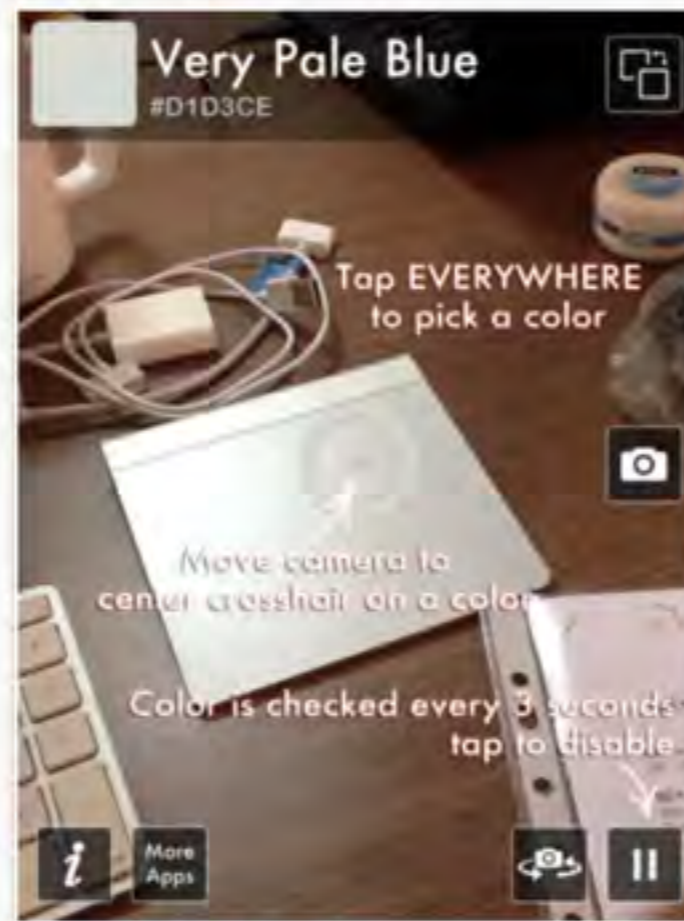 Very Pale Blue
#D1D3CE
Tap EVERYWHERE
to pick a color
Move camera to
center crosshair on a color
Color is checked every 3 seconds
tap to disable
i
More
Apps